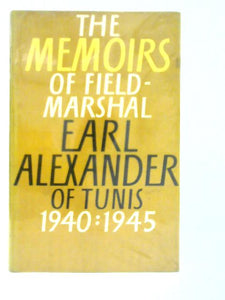 THE
MEMOIRS
OF FIELD-
MARSHAL
EARL
ALEXANDER
OF TUNIS
1940:1945